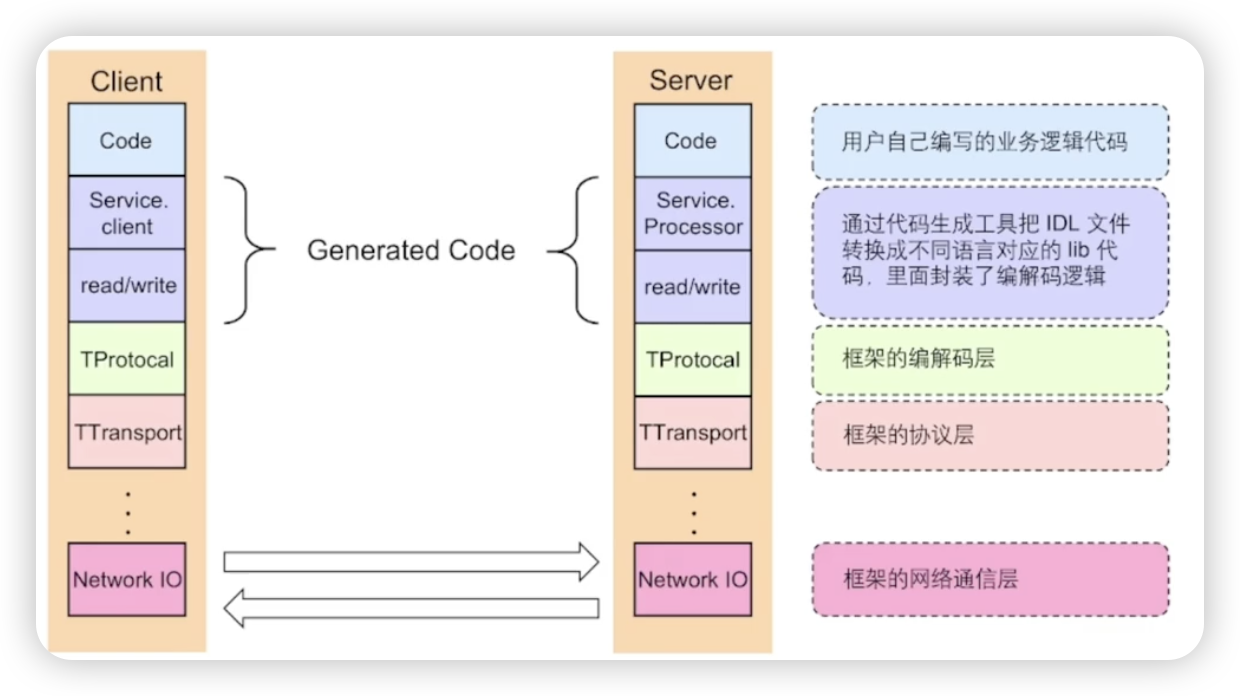 Client
Code
Service.
client
read/write
TProtocal
TTransport
Network IO
Generated Code
Server
Code
Service.
Processor
read/write
TProtocal
TTransport
Network IO
用户自己编写的业务逻辑代码
通过代码生成工具把 IDL 文件
转换成不同语言对应的 lib 代
码，里面封装了编解码逻辑
框架的编解码层
框架的协议层
框架的网络通信层